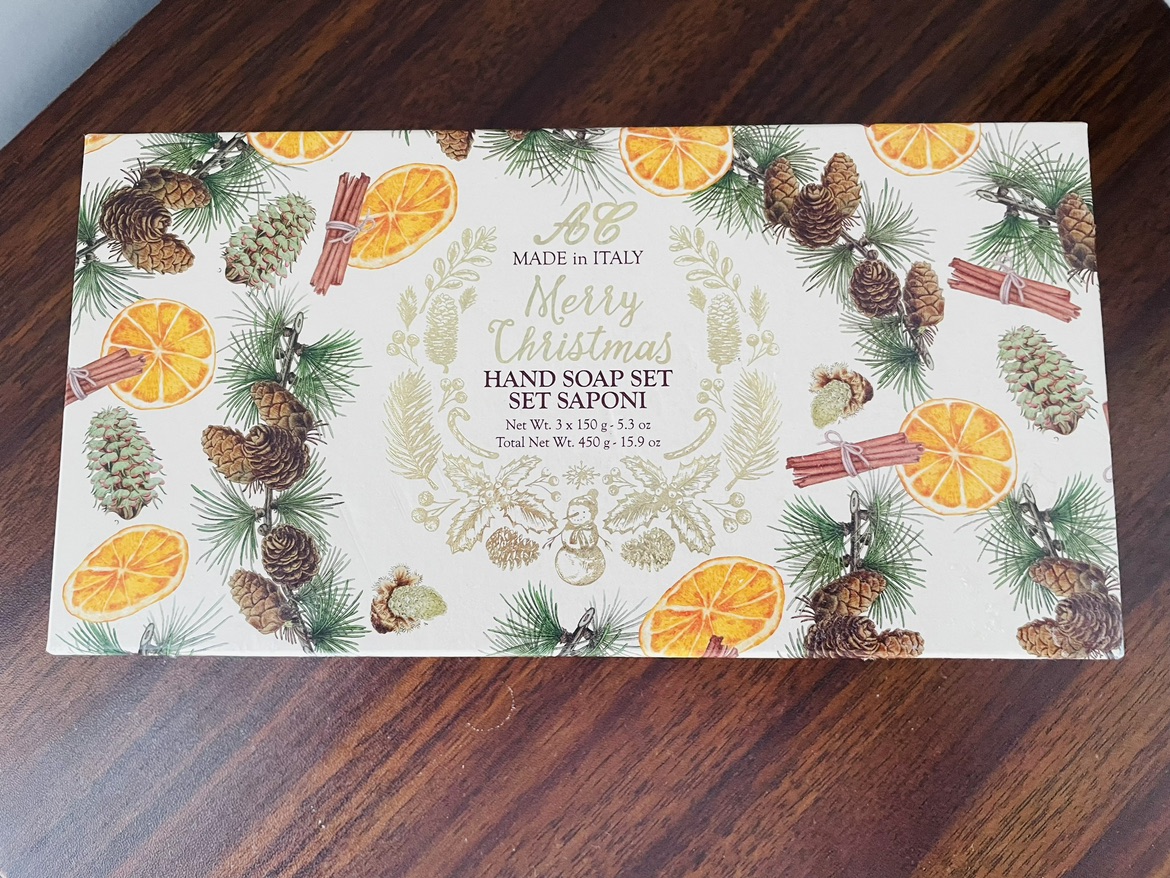 AC
MADE in ITALY
Merry
Christmas
HAND SOAP SET
SET SAPONI
Net Wt. 3 x 150 g - 5.3 oz
Total Net Wt. 450 g - 15.9 oz